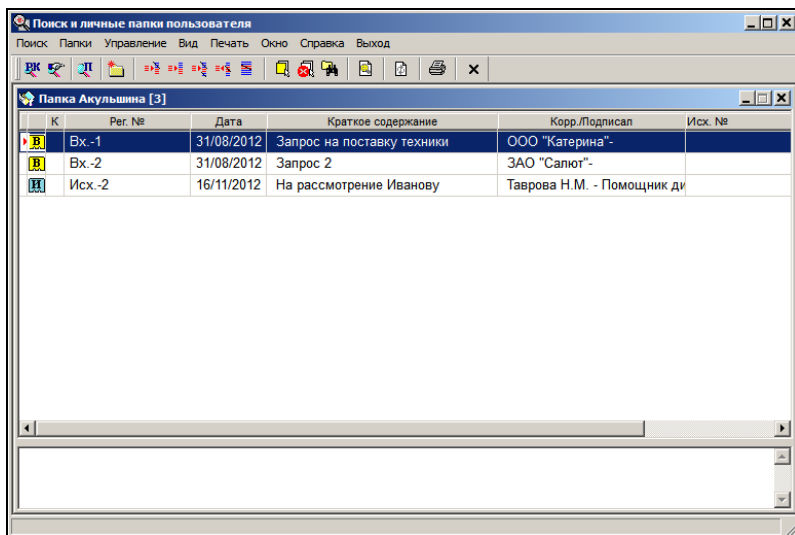 Поиск и личные папки пользователя
Поиск Папки Управление Вид Печать Окно Справка Выход
РК Л
Папка Акульшина [3]
К Рег. № Дата Краткое содержание Корр./Подписал Исх. №
В Вх.-1 31/08/2012 Запрос на поставку техники ООО "Катерина"-
В Вх.-2 31/08/2012 Запрос 2 ЗАО "Салют"-
И Исх.-2 16/11/2012 На рассмотрение Иванову Таврова Н.М. - Помощник ди